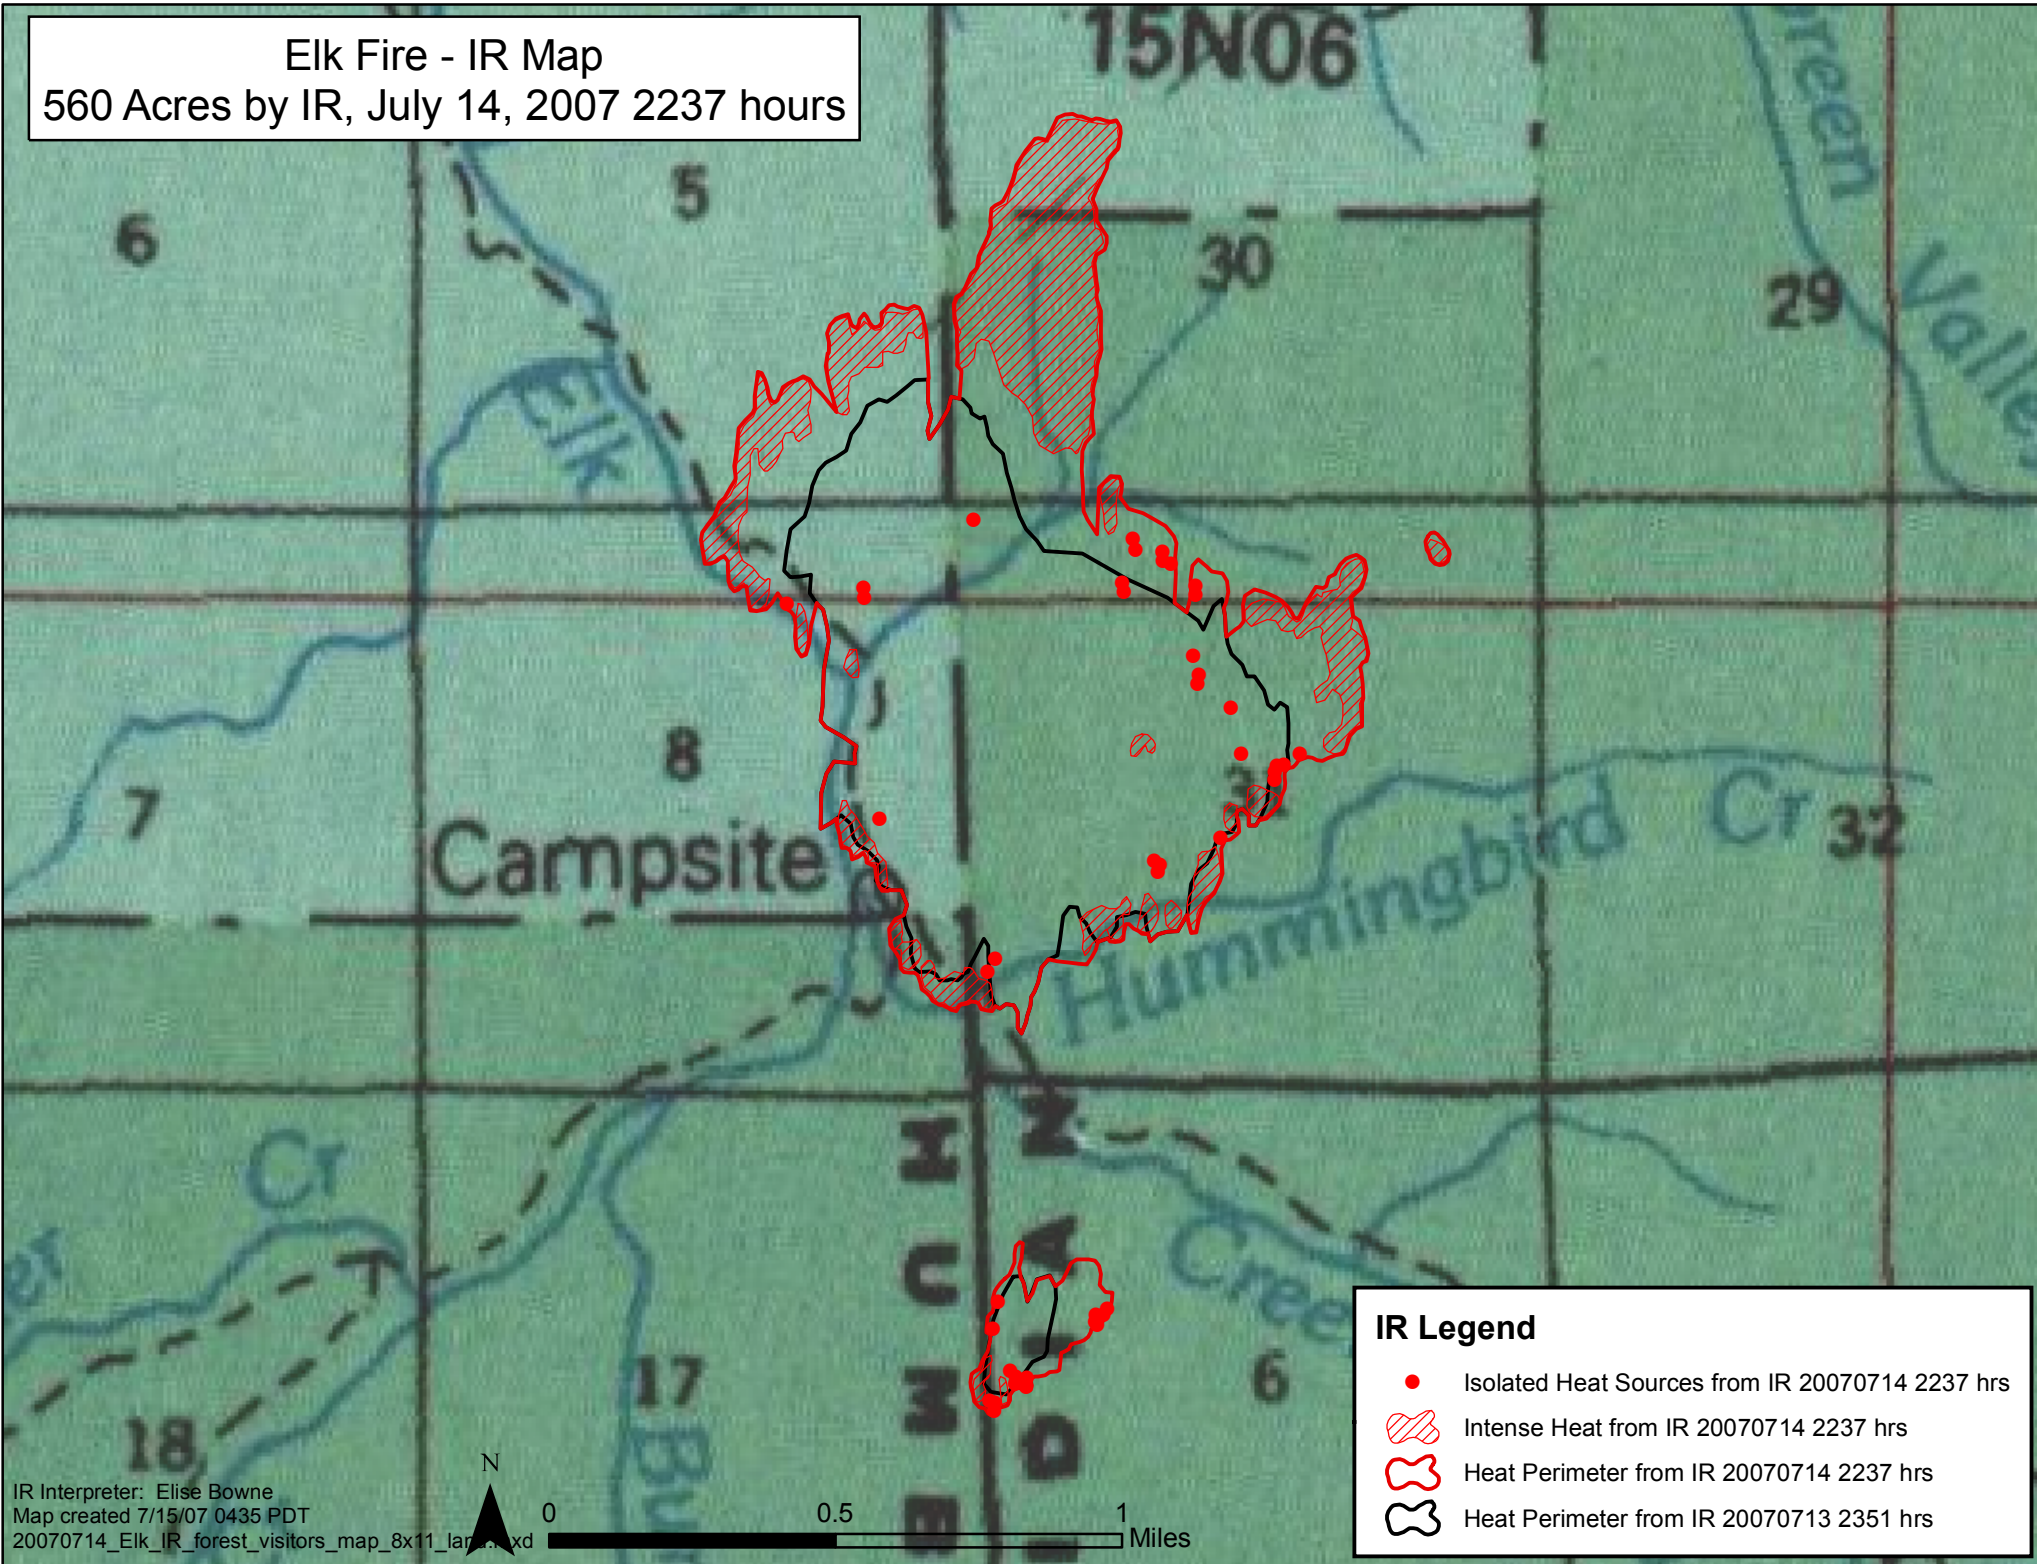 Elk Fire - IR Map
560 Acres by IR, July 14, 2007 2237 hours
15N06
5
6
30
29
Green
Valley
Elk
8
7
31
32
Campsite
Hummingbird Cr
Cr
Creek
17
18
6
IR Legend
Isolated Heat Sources from IR 20070714 2237 hrs
Intense Heat from IR 20070714 2237 hrs
Heat Perimeter from IR 20070714 2237 hrs
Heat Perimeter from IR 20070713 2351 hrs
IR Interpreter: Elise Bowne
Map created 7/15/07 0435 PDT
N
0 0.5 1
Miles